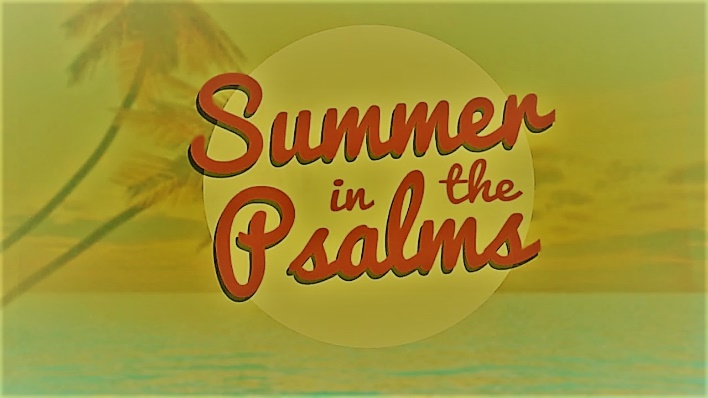 Summer
in the
Psalms